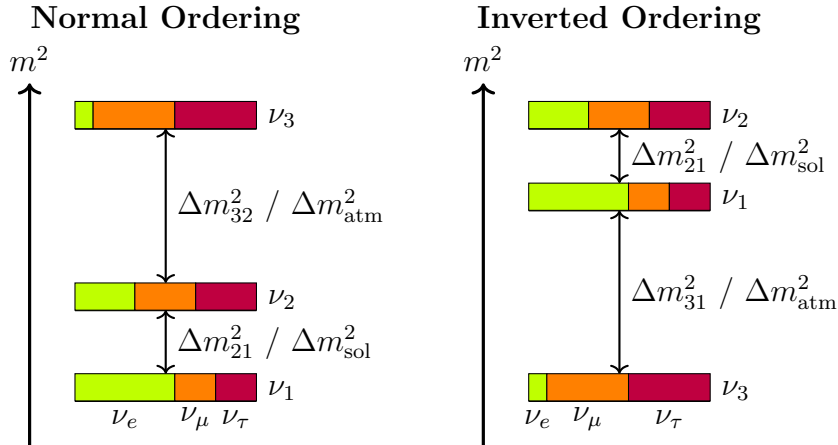 Normal Ordering
m²
ν₃
Δm²₃₂ / Δm²atm
ν₂
Δm²₂₁ / Δm²sol
ν₁
νe νμ ντ
Inverted Ordering
m²
ν₂
Δm²₂₁ / Δm²sol
ν₁
Δm²₃₁ / Δm²atm
ν₃
νe νμ ντ